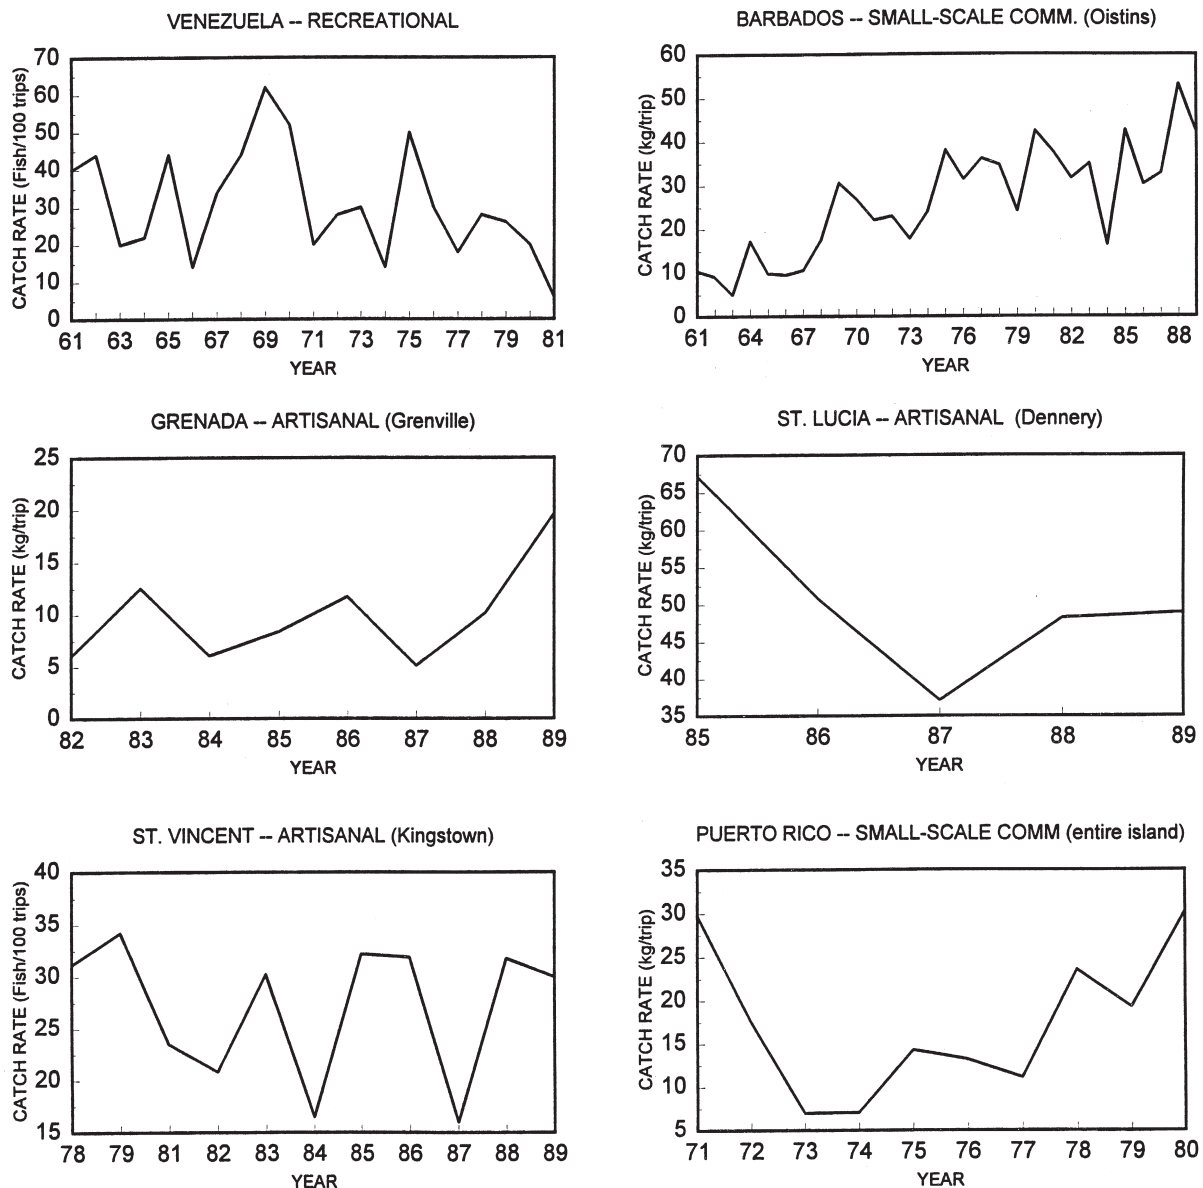 VENEZUELA -- RECREATIONAL
CATCH RATE (Fish/100 trips)
70
60
50
40
30
20
10
0
61 63 65 67 69 71 73 75 77 79 81
YEAR
BARBADOS -- SMALL-SCALE COMM. (Oistins)
CATCH RATE (kg/trip)
60
50
40
30
20
10
0
61 64 67 70 73 76 79 82 85 88
YEAR
GRENADA -- ARTISANAL (Grenville)
CATCH RATE (kg/trip)
25
20
15
10
5
0
82 83 84 85 86 87 88 89
YEAR
ST. LUCIA -- ARTISANAL (Dennery)
CATCH RATE (kg/trip)
70
65
60
55
50
45
40
35
85 86 87 88 89
YEAR
ST. VINCENT -- ARTISANAL (Kingstown)
CATCH RATE (Fish/100 trips)
40
35
30
25
20
15
78 79 81 82 83 84 85 86 87 88 89
YEAR
PUERTO RICO -- SMALL-SCALE COMM (entire island)
CATCH RATE (kg/trip)
35
30
25
20
15
10
5
71 72 73 74 75 76 77 78 79 80
YEAR